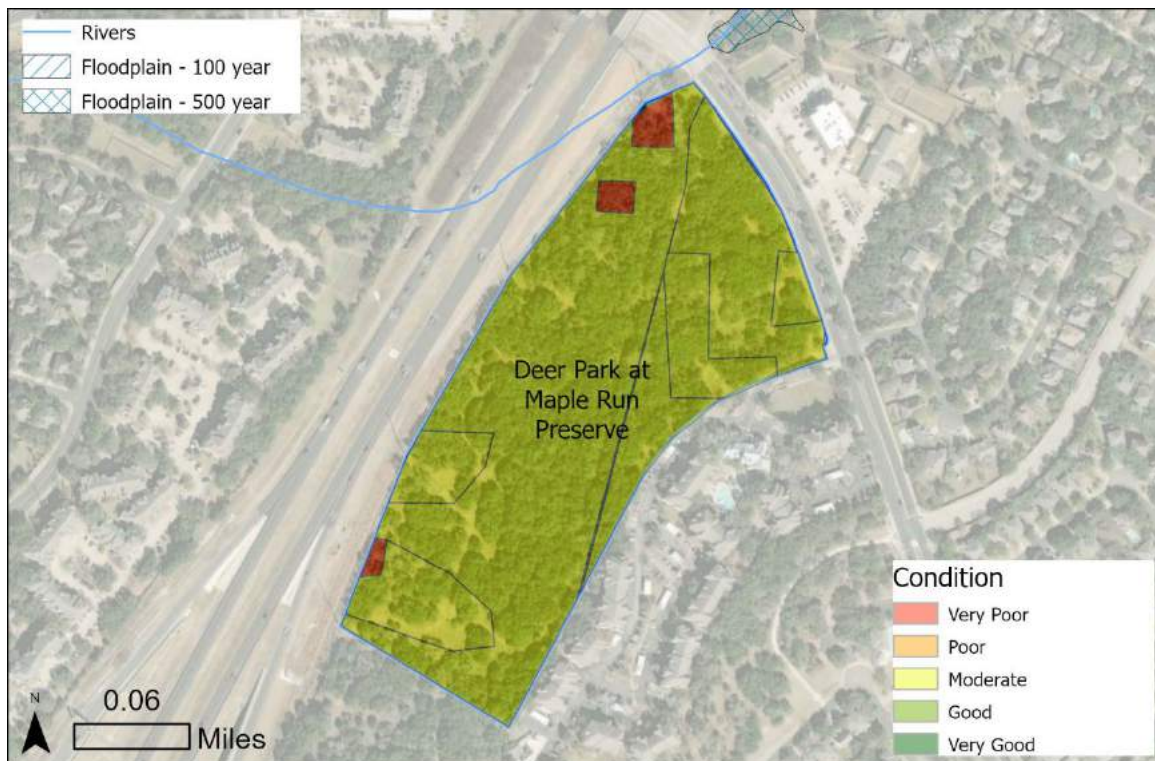 Rivers
Floodplain - 100 year
Floodplain - 500 year
Deer Park at
Maple Run
Preserve
Condition
Very Poor
Poor
Moderate
Good
Very Good
N
0.06
Miles